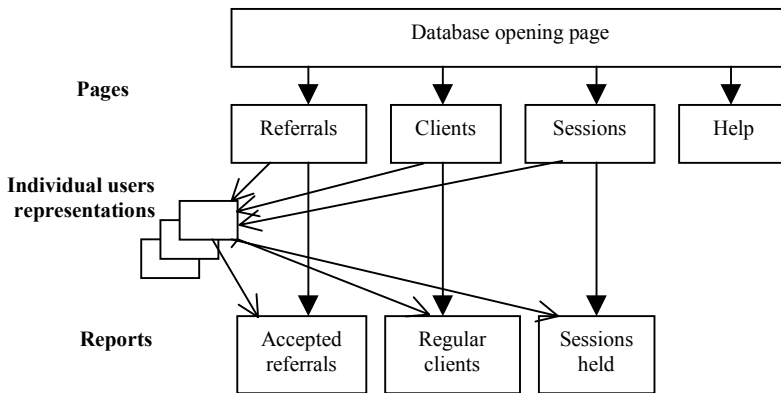 Database opening page
Pages
Referrals
Clients
Sessions
Help
Individual users
representations
Reports
Accepted
referrals
Regular
clients
Sessions
held